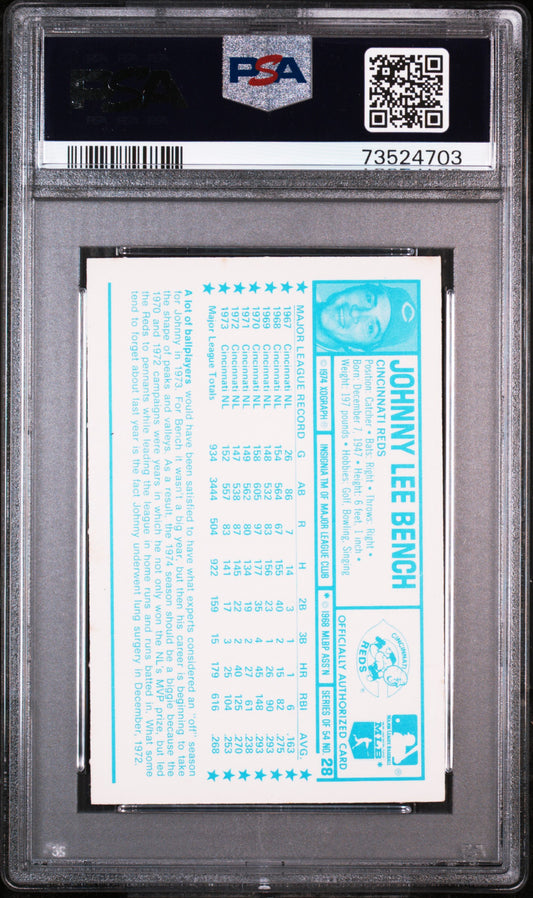 PSA
PSA
73524703
JOHNNY LEE BENCH
CINCINNATI REDS
Position: Catcher • Bats: Right • Throws: Right •
Born: December 7, 1947 • Height: 6 feet, 1 inch •
Weight: 197 pounds • Hobbies: Golf, Bowling, Singing
OFFICIALLY AUTHORIZED CARD
CINCINNATI
REDS
MAJOR LEAGUE BASEBALL
MLB
© 1974 XOGRAPH ® INSIGNIA TM OF MAJOR LEAGUE CLUB * © 1968 MLBP ASS'N SERIES OF 54 NO. 28
★ MAJOR LEAGUE RECORD G AB R H 2B 3B HR RBI AVG. ★
★ 1967 Cincinnati NL 26 86 7 14 3 1 1 6 .163 ★
★ 1968 Cincinnati NL 154 564 67 155 40 2 15 82 .275 ★
★ 1969 Cincinnati NL 148 532 83 156 23 1 26 90 .293 ★
★ 1970 Cincinnati NL 158 605 97 177 35 4 45 148 .293 ★
★ 1971 Cincinnati NL 149 562 80 134 19 2 27 61 .238 ★
★ 1972 Cincinnati NL 147 538 87 145 22 2 40 125 .270 ★
★ 1973 Cincinnati NL 152 557 83 141 17 3 25 104 .253 ★
★ Major League Totals 934 3444 504 922 159 15 179 616 .268 ★
A lot of ballplayers would have been satisfied to have what experts considered an "off" season
for Johnny in 1973. For Bench it wasn't a big year, but then his career is beginning to take
the shape of peaks and valleys. As a result, the 1974 season should be a biggie because the
1970 and 1972 campaigns were years in which he not only won the NL's MVP prize, but led
the Reds to pennants while leading the league in home runs and runs batted in. What some
tend to forget about last year is the fact Johnny underwent lung surgery in December, 1972.